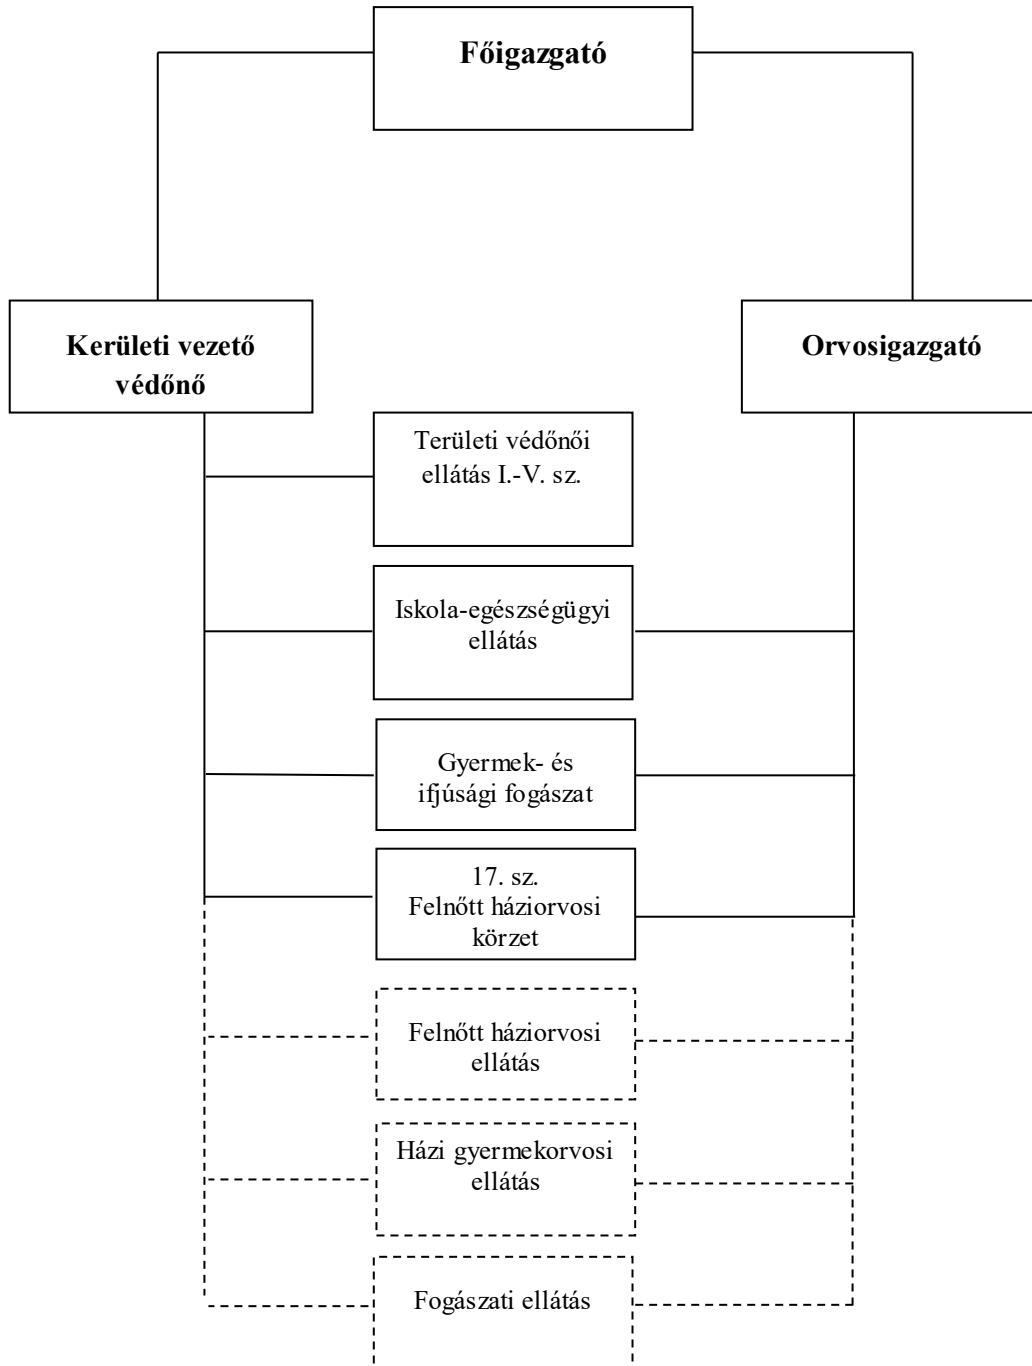 Főigazgató
Kerületi vezető
védőnő
Orvosigazgató
Területi védőnői
ellátás I.-V. sz.
Iskola-egészségügyi
ellátás
Gyermek- és
ifjúsági fogászat
17. sz.
Felnőtt háziorvosi
körzet
Felnőtt háziorvosi
ellátás
Házi gyermekorvosi
ellátás
Fogászati ellátás